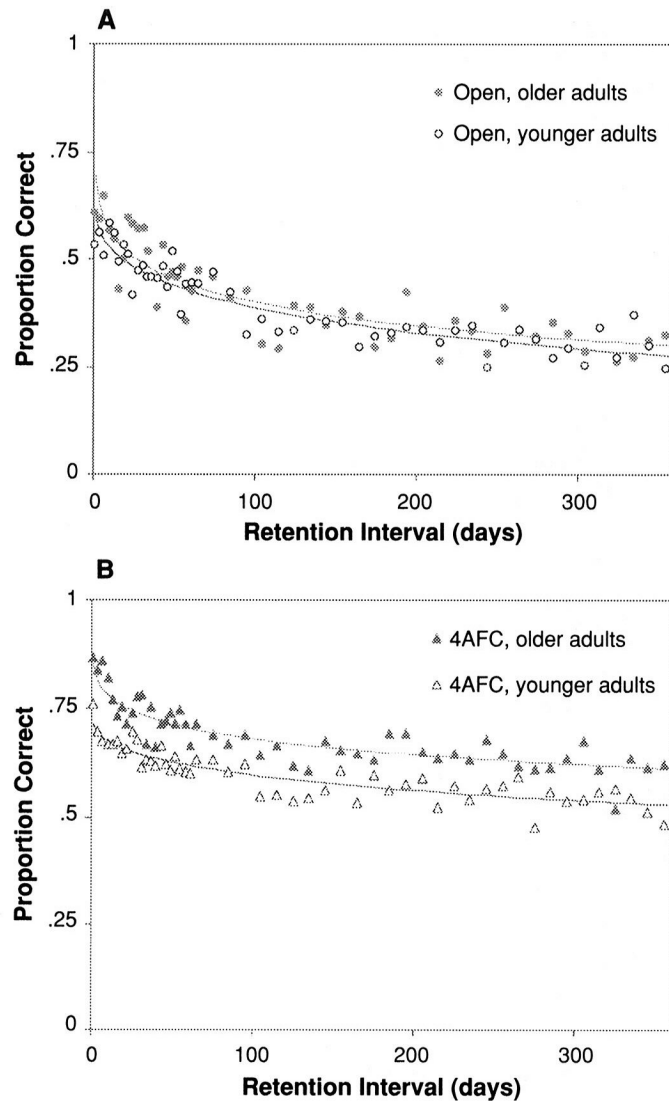 A
1
.75
.5
.25
0
Proportion Correct
Open, older adults
Open, younger adults
0 100 200 300
Retention Interval (days)
B
1
.75
.5
.25
0
Proportion Correct
4AFC, older adults
4AFC, younger adults
0 100 200 300
Retention Interval (days)